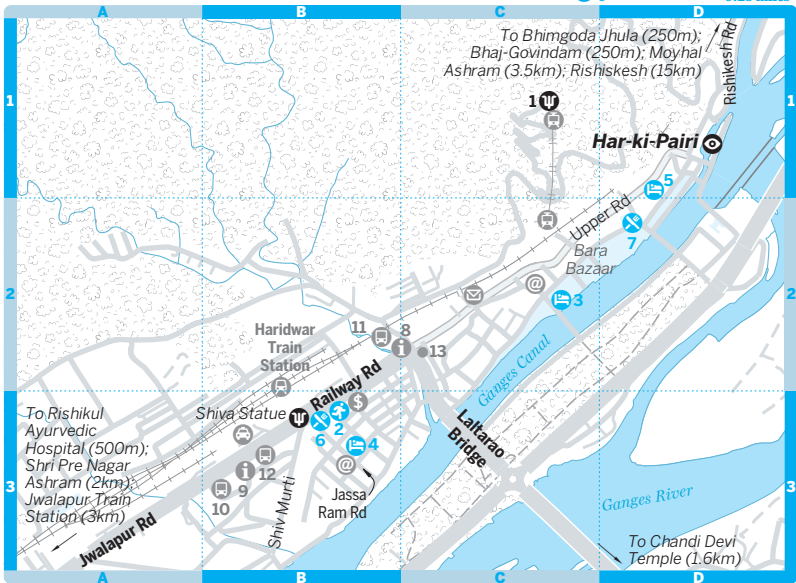 A
B
C
D
To Bhimgoda Jhula (250m);
Bhaj-Govindam (250m); Moyhal
Ashram (3.5km); Rishiskesh (15km)
Rishikesh Rd
1
1
1
Har-ki-Pairi
5
Upper Rd
7
Bara
Bazaar
@
2
2
3
11
8
i
13
Haridwar
Train
Station
Railway Rd
Ganges Canal
Shiva Statue
$
6
2
4
@
Laltarao
Bridge
To Rishikul
Ayurvedic
Hospital (500m);
Shri Pre Nagar
Ashram (2km);
Jwalapur Train
Station (3km)
i
12
9
10
3
3
Shiv Murti
Jassa
Ram Rd
Ganges River
Jwalapur Rd
To Chandi Devi
Temple (1.6km)
A
B
C
D